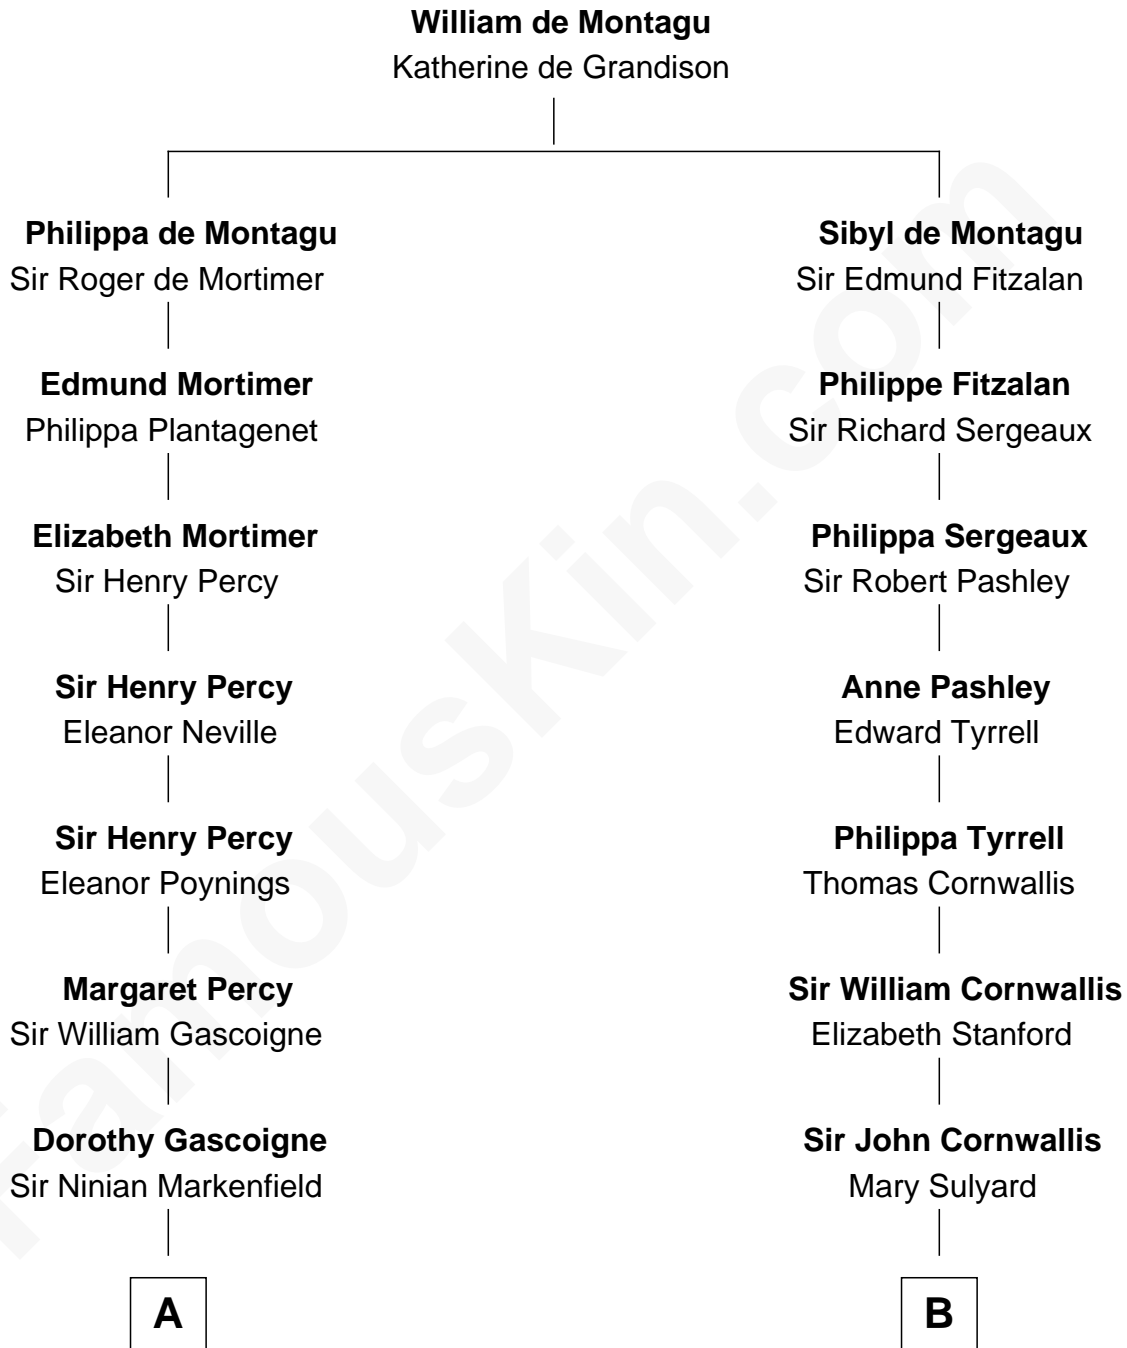 William de Montagu
Katherine de Grandison
Philippa de Montagu
Sir Roger de Mortimer
Sibyl de Montagu
Sir Edmund Fitzalan
Edmund Mortimer
Philippa Plantagenet
Philippe Fitzalan
Sir Richard Sergeaux
Elizabeth Mortimer
Sir Henry Percy
Philippa Sergeaux
Sir Robert Pashley
Sir Henry Percy
Eleanor Neville
Anne Pashley
Edward Tyrrell
Sir Henry Percy
Eleanor Poynings
Philippa Tyrrell
Thomas Cornwallis
Margaret Percy
Sir William Gascoigne
Sir William Cornwallis
Elizabeth Stanford
Dorothy Gascoigne
Sir Ninian Markenfield
Sir John Cornwallis
Mary Sulyard
A
B
FamousKin.com